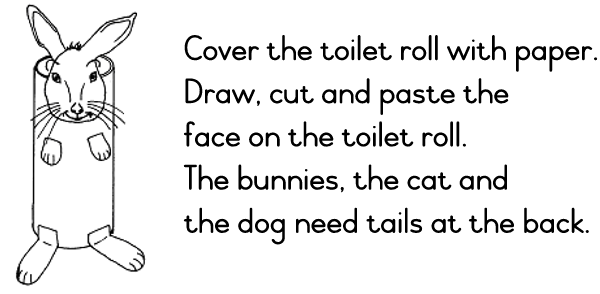 Cover the toilet roll with paper.
Draw, cut and paste the
face on the toilet roll.
The bunnies, the cat and
the dog need tails at the back.